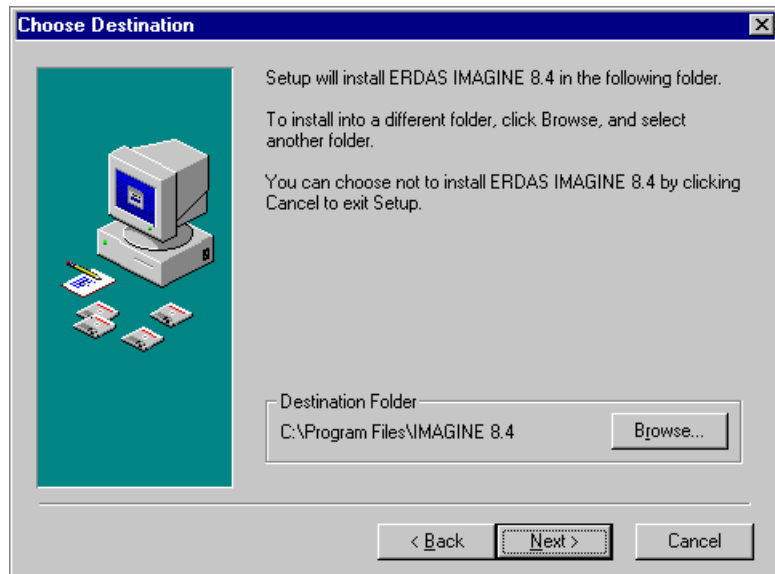 Choose Destination
Setup will install ERDAS IMAGINE 8.4 in the following folder.
To install into a different folder, click Browse, and select
another folder.
You can choose not to install ERDAS IMAGINE 8.4 by clicking
Cancel to exit Setup.
Destination Folder
C:\Program Files\IMAGINE 8.4
Browse...
< Back
Next >
Cancel